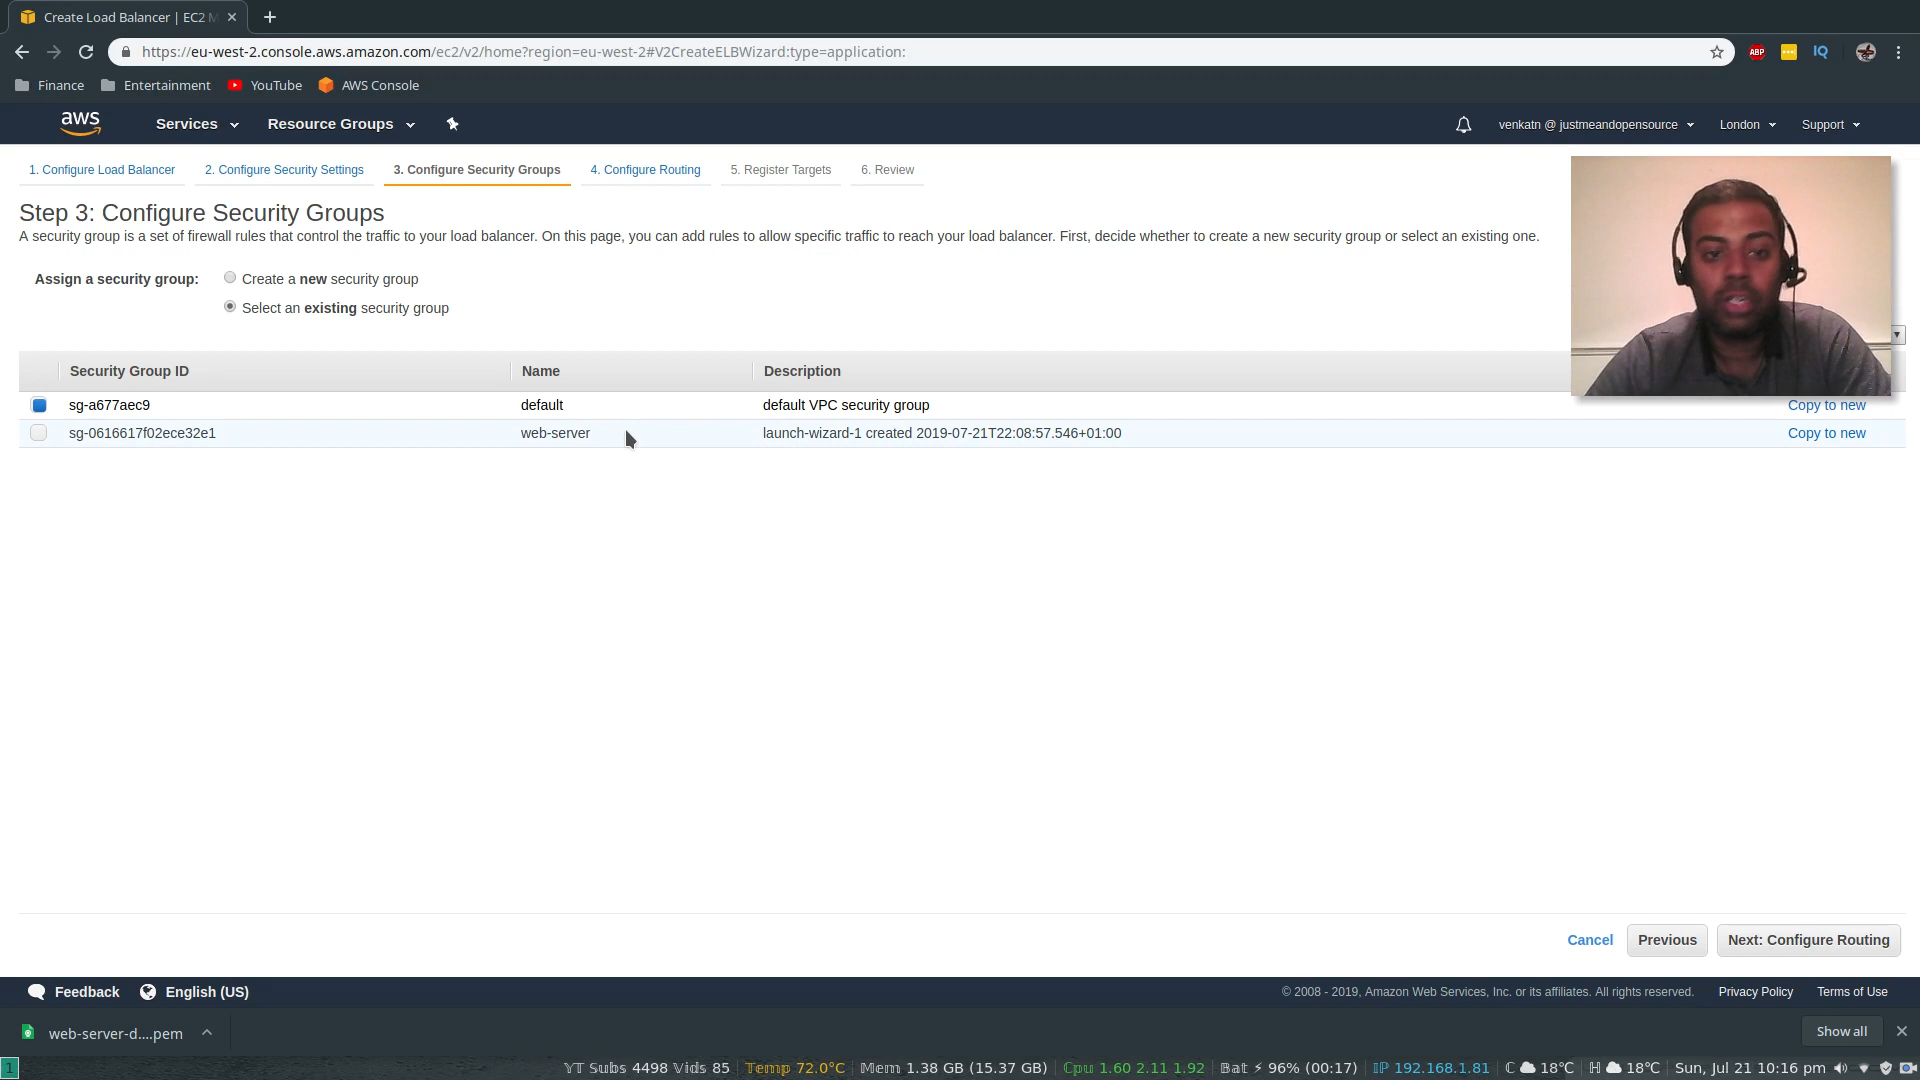 Create Load Balancer | EC2 M
https://eu-west-2.console.aws.amazon.com/ec2/v2/home?region=eu-west-2#V2CreateELBWizard:type=application:
ABP
IQ
Finance
Entertainment
YouTube
AWS Console
aws
Services
Resource Groups
venkatn @ justmeandopensource
London
Support
1. Configure Load Balancer
2. Configure Security Settings
3. Configure Security Groups
4. Configure Routing
5. Register Targets
6. Review
Step 3: Configure Security Groups
A security group is a set of firewall rules that control the traffic to your load balancer. On this page, you can add rules to allow specific traffic to reach your load balancer. First, decide whether to create a new security group or select an existing one.
Assign a security group:
Create a new security group
Select an existing security group
Security Group ID
Name
Description
sg-a677aec9
default
default VPC security group
Copy to new
sg-0616617f02ece32e1
web-server
launch-wizard-1 created 2019-07-21T22:08:57.546+01:00
Copy to new
Cancel
Previous
Next: Configure Routing
Feedback
English (US)
© 2008 - 2019, Amazon Web Services, Inc. or its affiliates. All rights reserved.
Privacy Policy
Terms of Use
web-server-d....pem
Show all
1
YT Subs 4498 Vids 85
Temp 72.0°C
Mem 1.38 GB (15.37 GB)
Cpu 1.60 2.11 1.92
Bat ⚡ 96% (00:17)
IP 192.168.1.81
C 18°C
H 18°C
Sun, Jul 21 10:16 pm